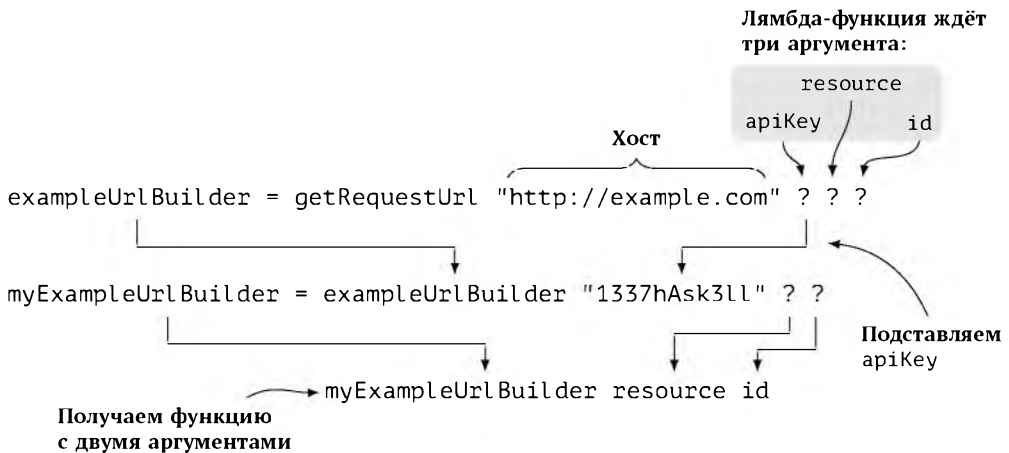 Лямбда-функция ждёт
три аргумента:
resource
apiKey
id
Хост
exampleUrlBuilder = getRequestUrl "http://example.com" ? ? ?
myExampleUrlBuilder = exampleUrlBuilder "1337hAsk3ll" ? ?
Подставляем
apiKey
myExampleUrlBuilder resource id
Получаем функцию
с двумя аргументами